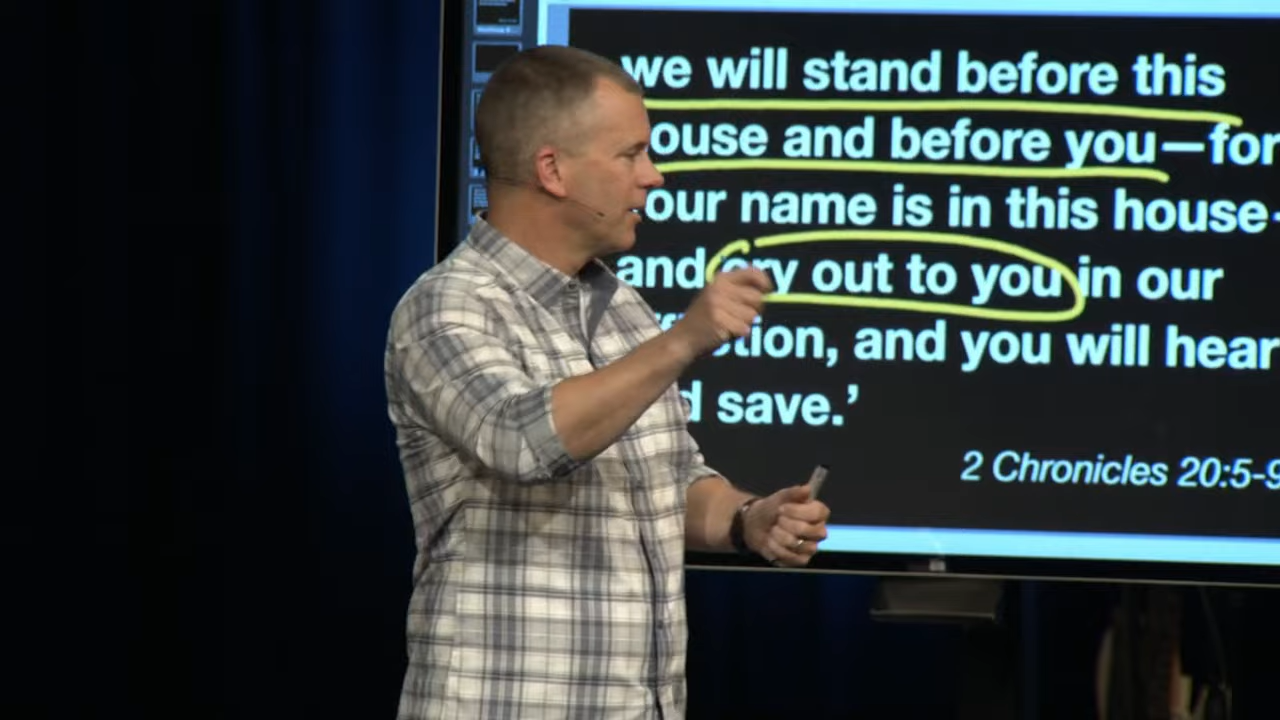 we will stand before this
ouse and before you—for
our name is in this house-
and cry out to you in our
ction, and you will hear
d save.’
2 Chronicles 20:5-9